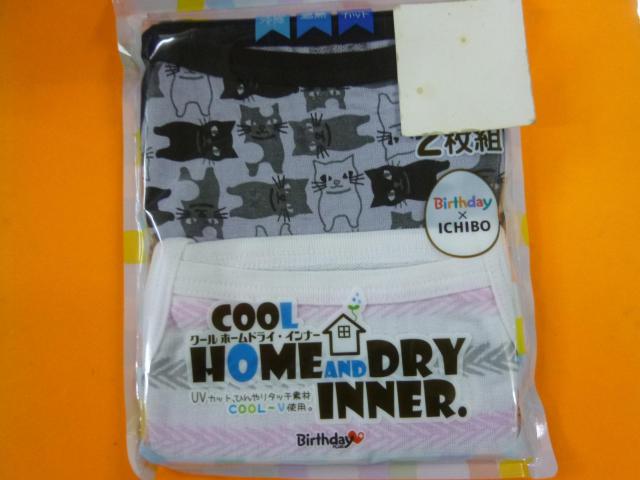 2枚組
Birthday
×
ICHIBO
COOL
クールホームドライ・インナー
HOME AND DRY
INNER.
UVカット、ひんやりタッチ素材
COOL-V使用。
Birthday